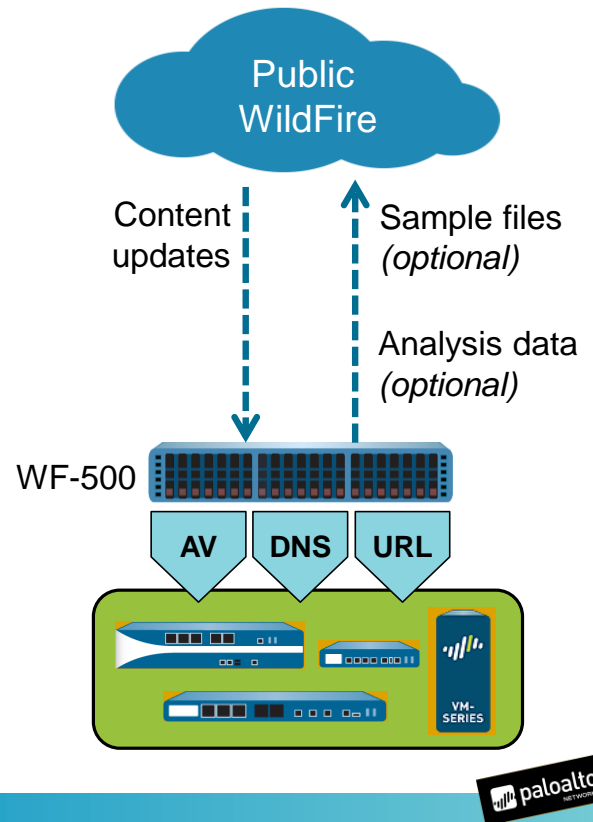 Public
WildFire
Content
updates
Sample files
(optional)
Analysis data
(optional)
WF-500
AV
DNS
URL
VM-
SERIES
paloalto